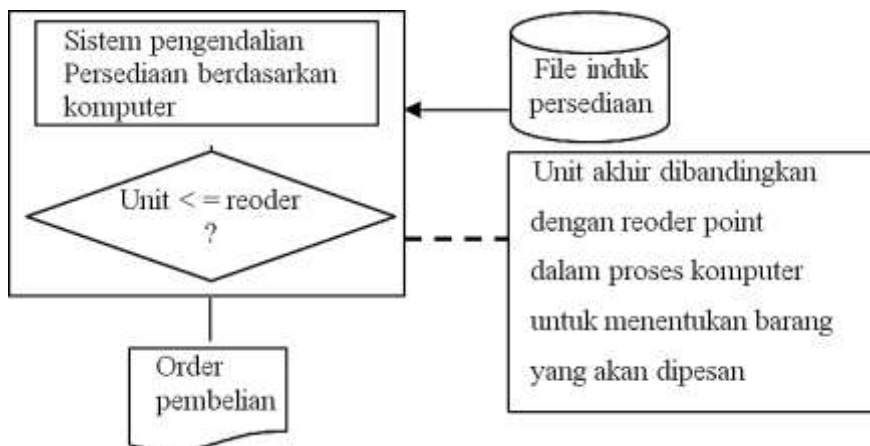 Sistem pengendalian
Persediaan berdasarkan
komputer
File induk
persediaan
Unit < = reoder
?
Unit akhir dibandingkan
dengan reoder point
dalam proses komputer
untuk menentukan barang
yang akan dipesan
Order
pembelian